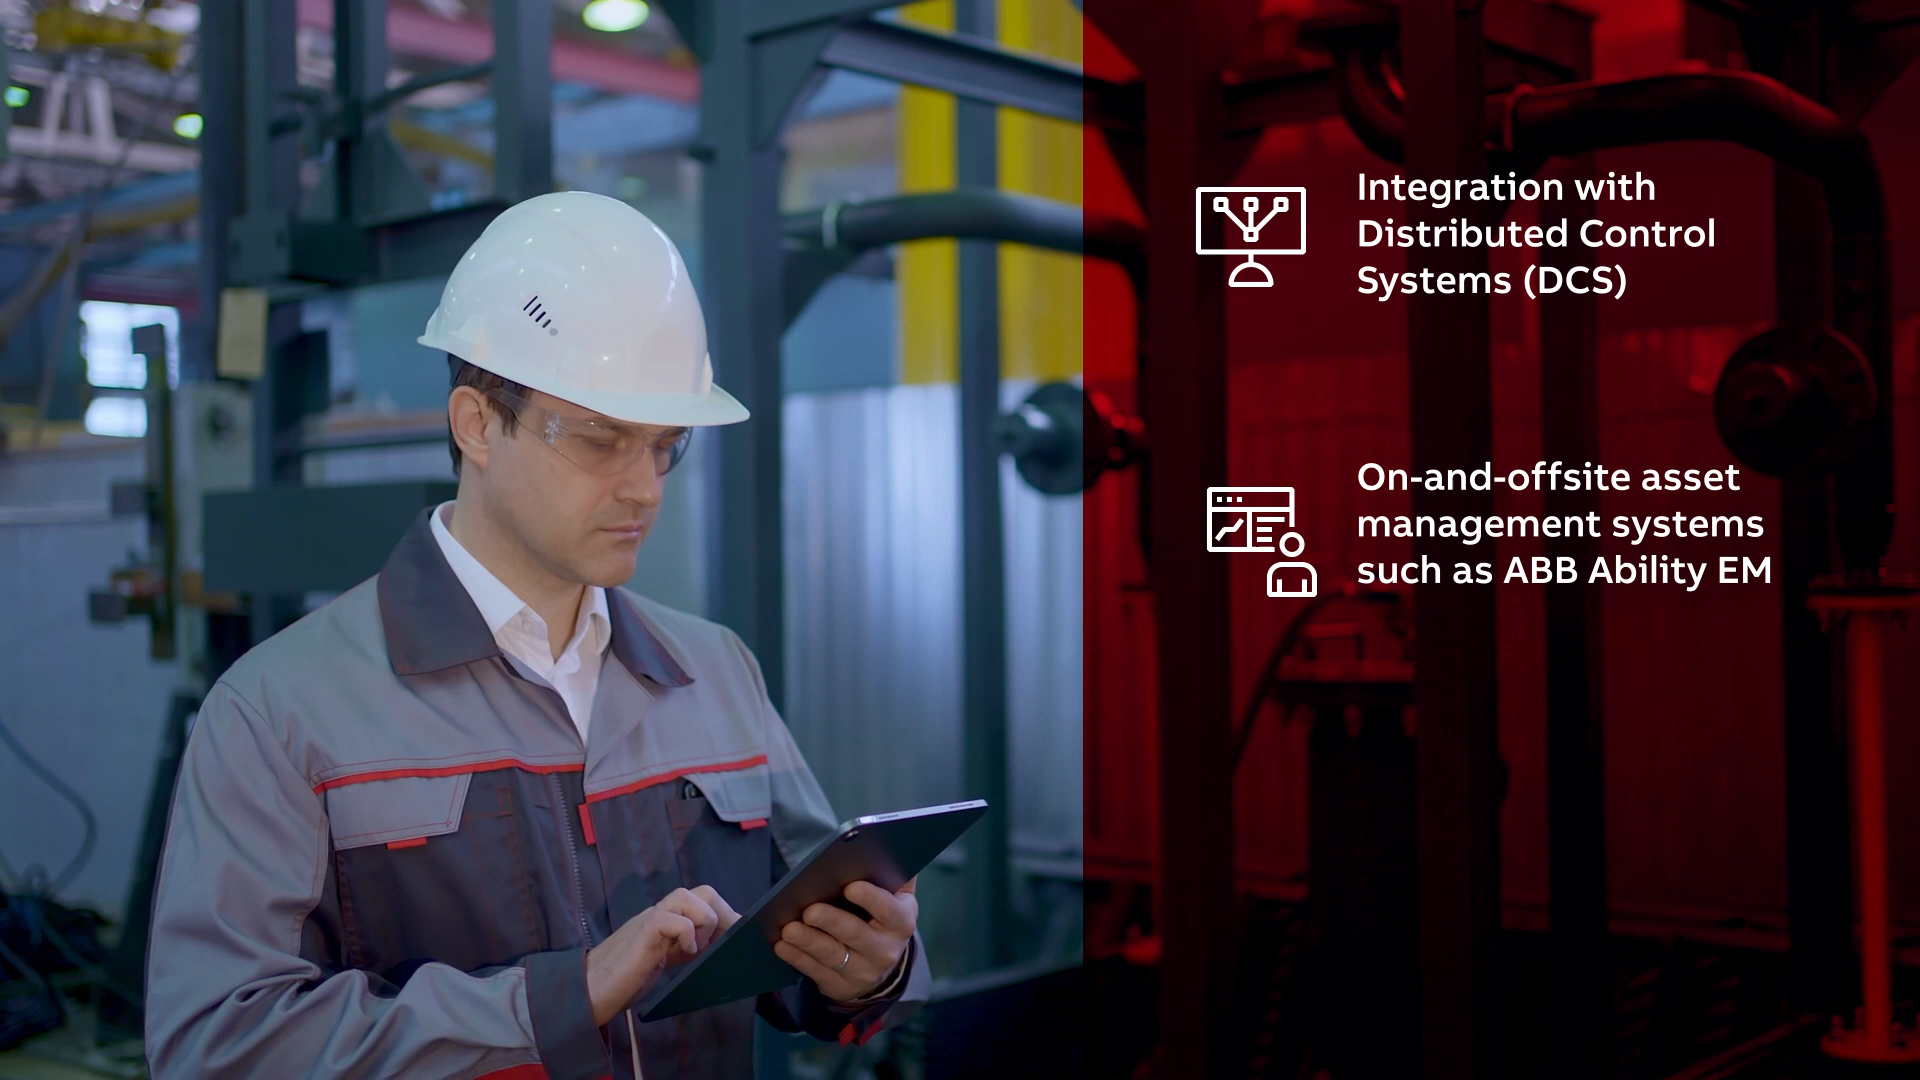 Integration with
Distributed Control
Systems (DCS)
On-and-offsite asset
management systems
such as ABB Ability EM